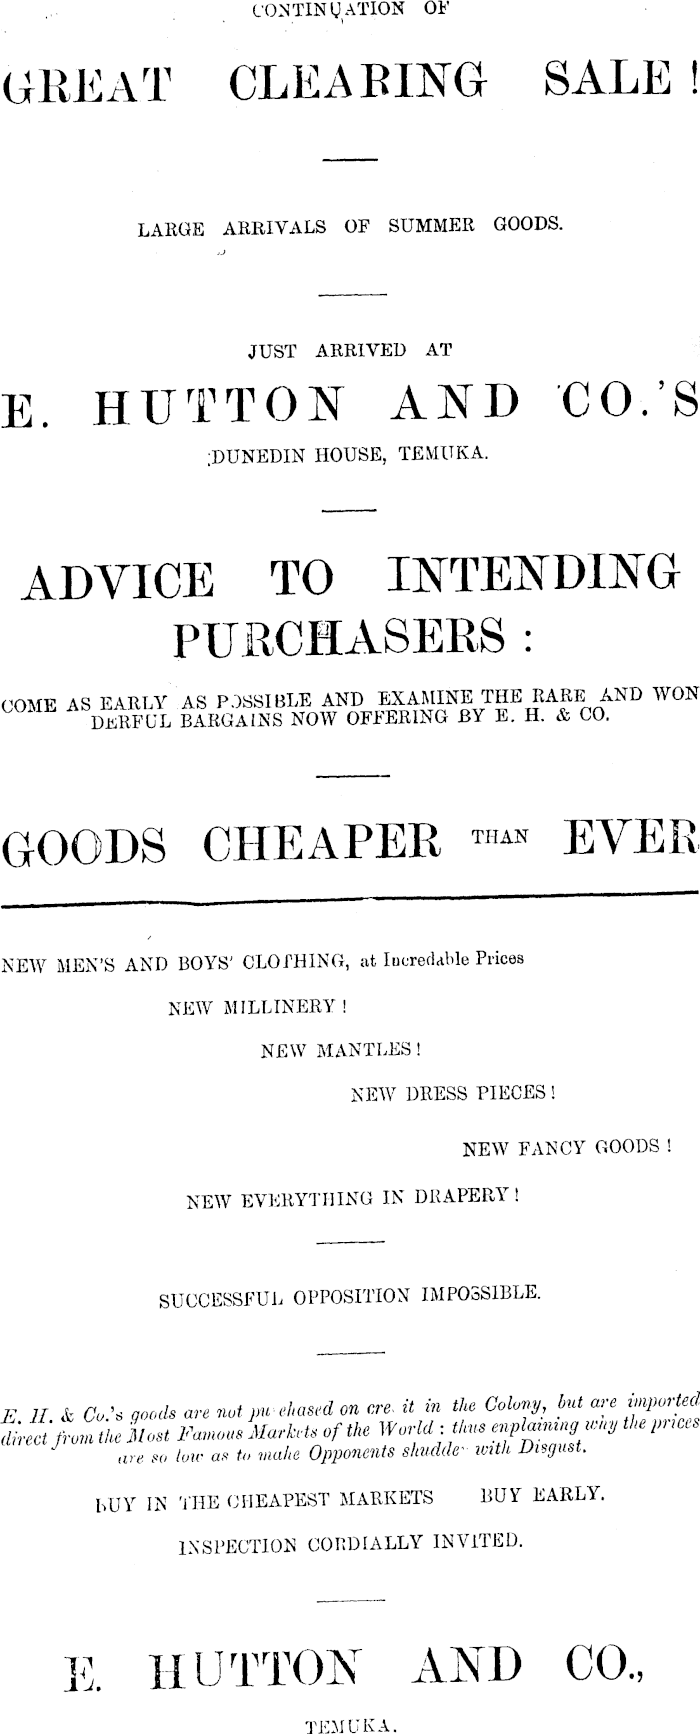 CONTINUATION OF
GREAT CLEARING SALE!
LARGE ARRIVALS OF SUMMER GOODS.
JUST ARRIVED AT
E. HUTTON AND CO.'S
DUNEDIN HOUSE, TEMUKA.
ADVICE TO INTENDING
PURCHASERS:
COME AS EARLY AS POSSIBLE AND EXAMINE THE RARE AND WON
DERFUL BARGAINS NOW OFFERING BY E. H. & CO.
GOODS CHEAPER THAN EVER
NEW MEN'S AND BOYS' CLOTHING, at Incredable Prices
NEW MILLINERY!
NEW MANTLES!
NEW DRESS PIECES!
NEW FANCY GOODS!
NEW EVERYTHING IN DRAPERY!
SUCCESSFUL OPPOSITION IMPOSSIBLE.
E. H. & Co.'s goods are not purchased on credit in the Colony, but are imported
direct from the Most Famous Markets of the World: thus enplaining why the prices
are so low as to make Opponents shudder with Disgust.
BUY IN THE CHEAPEST MARKETS BUY EARLY.
INSPECTION CORDIALLY INVITED.
E. HUTTON AND CO.,
TEMUKA.